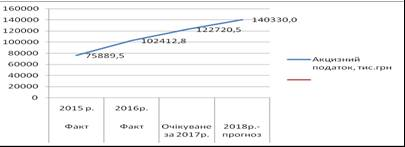 160000
140000
120000
100000
80000
60000
40000
20000
0
75889,5
102412,8
122720,5
140330,0
2015 р.
2016р.
Факт
Факт
Очікуване
за 2017р.
2018р.-
прогноз
Акцизний
податок, тис.грн